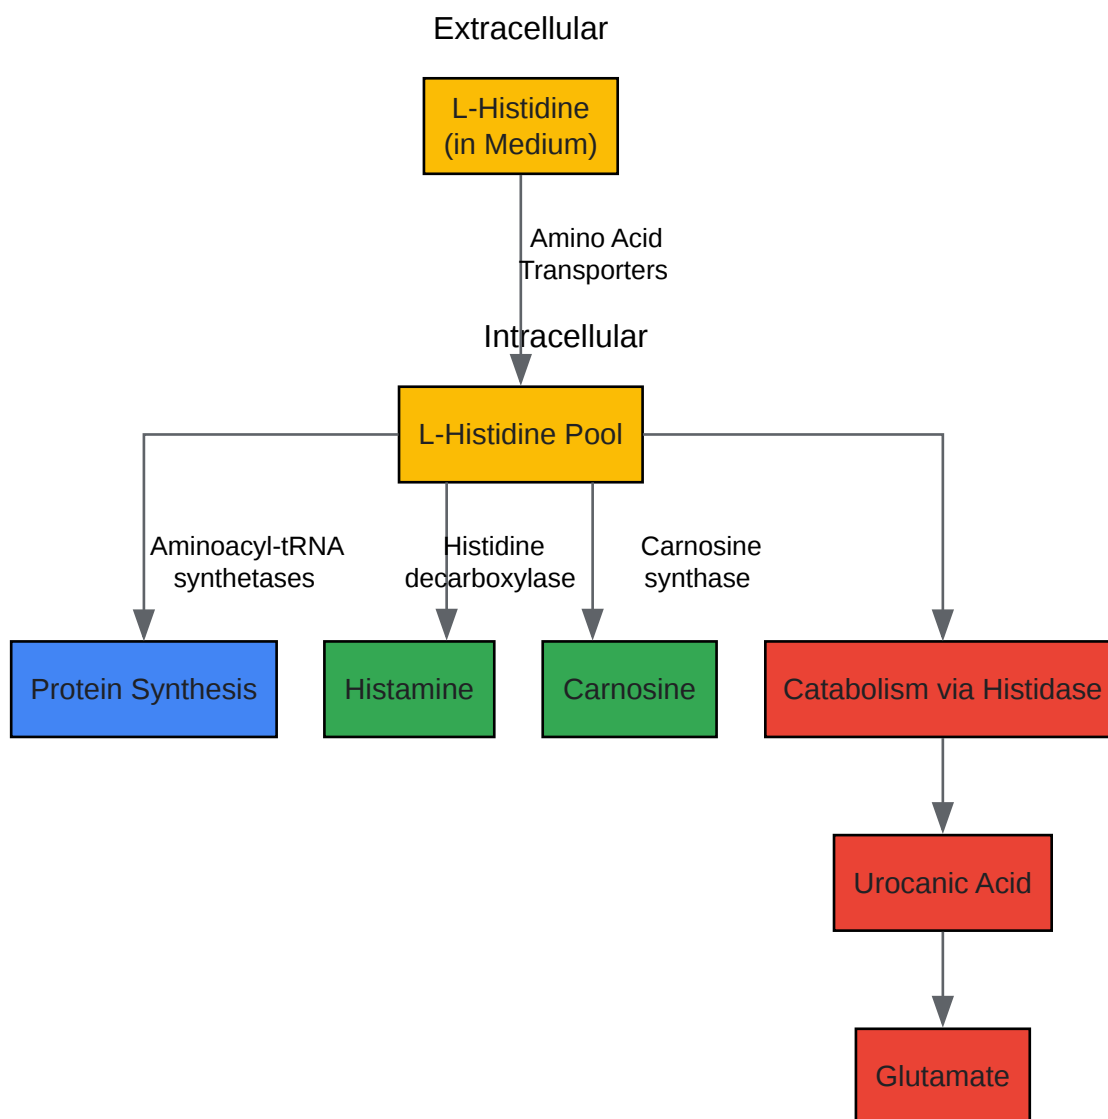 Extracellular
L-Histidine
(in Medium)
Amino Acid
Transporters
Intracellular
L-Histidine Pool
Aminoacyl-tRNA
synthetases
Histidine
decarboxylase
Carnosine
synthase
Protein Synthesis
Histamine
Carnosine
Catabolism via Histidase
Urocanic Acid
Glutamate